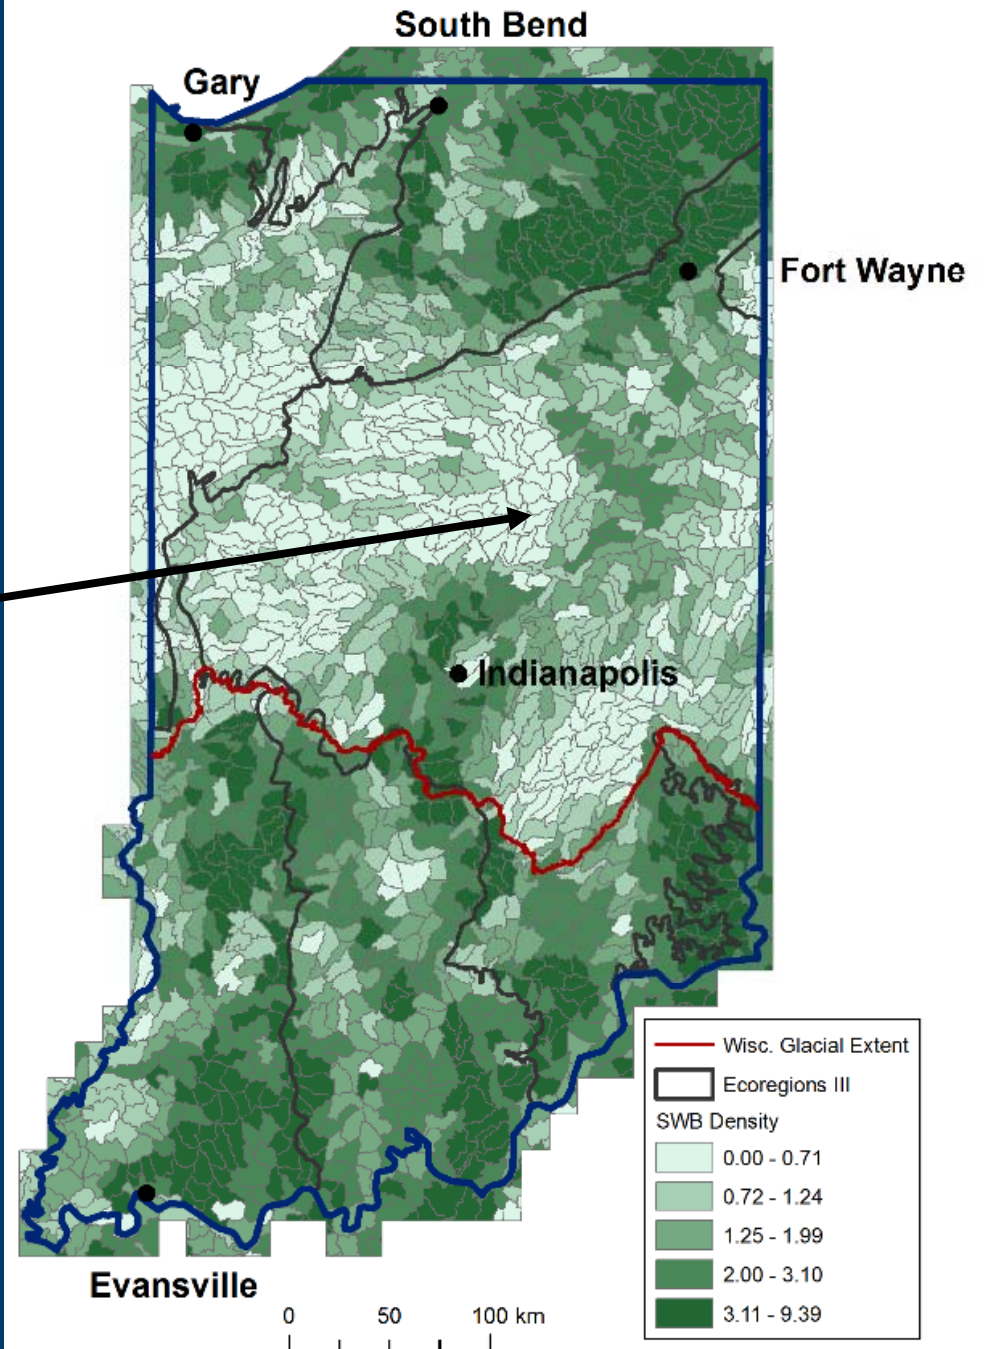 South Bend
Gary
Fort Wayne
Indianapolis
Evansville
Wisc. Glacial Extent
Ecoregions III
SWB Density
0.00 - 0.71
0.72 - 1.24
1.25 - 1.99
2.00 - 3.10
3.11 - 9.39
0 50 100 km